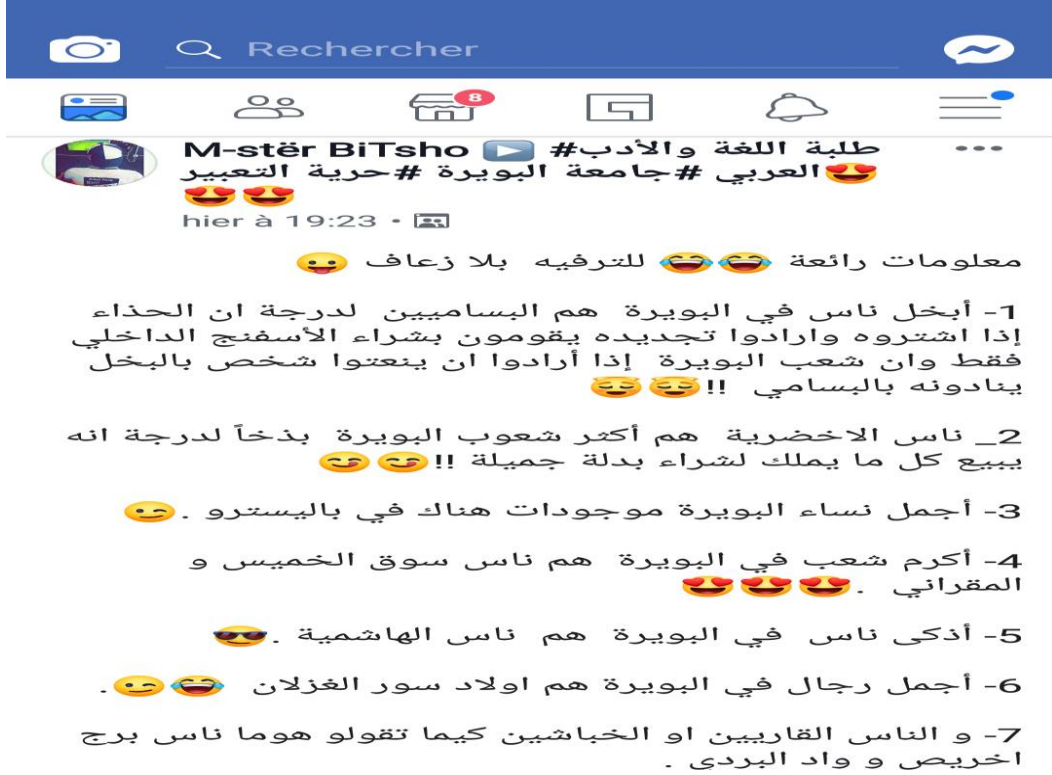 Rechercher
8
M-stër BiTsho ▶ #طلبة اللغة والأدب
العربي #جامعة البويرة #حرية التعبير😍
😍😍
hier à 19:23 •
معلومات رائعة 😂😂 للترفيه بلا زعاف 😛
1- أبخل ناس في البويرة هم البساميين لدرجة ان الحذاء
إذا اشتروه وارادوا تجديده يقومون بشراء الأسفنج الداخلي
فقط وان شعب البويرة إذا أرادوا ان ينعتوا شخص بالبخل
ينادونه بالبسامي !!😌😌
2_ ناس الاخضرية هم أكثر شعوب البويرة بذخاً لدرجة انه
يبيع كل ما يملك لشراء بدلة جميلة !!😋😋
3- أجمل نساء البويرة موجودات هناك في باليسترو .😉
4- أكرم شعب في البويرة هم ناس سوق الخميس و
المقراني .😍😍😍
5- أذكى ناس في البويرة هم ناس الهاشمية .😎
6- أجمل رجال في البويرة هم اولاد سور الغزلان 😂😉.
7- و الناس القاريين او الخباشين كيما تقولو هوما ناس برج
اخريص و واد البردي .